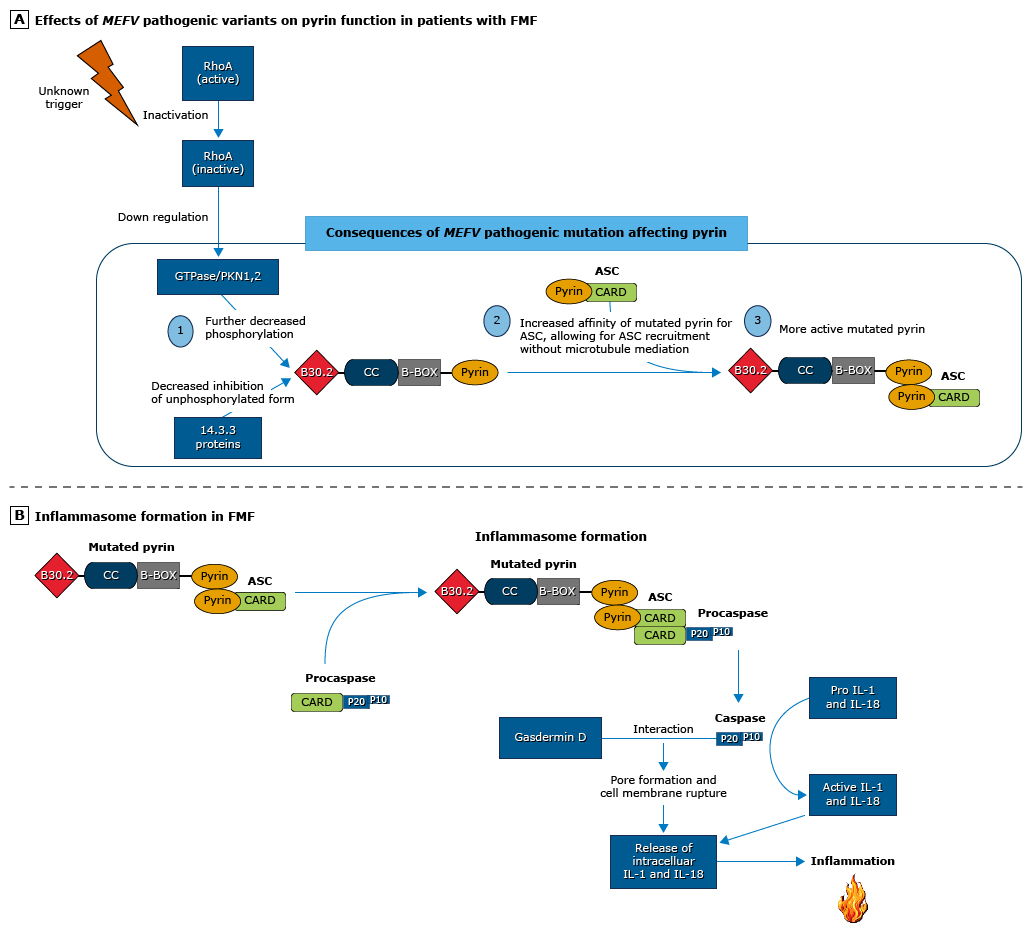 A Effects of MEFV pathogenic variants on pyrin function in patients with FMF
Unknown
trigger
RhoA
(active)
Inactivation
RhoA
(inactive)
Down regulation
Consequences of MEFV pathogenic mutation affecting pyrin
GTPase/PKN1,2
1
Further decreased
phosphorylation
Decreased inhibition
of unphosphorylated form
14.3.3
proteins
B30.2
CC
B-BOX
Pyrin
ASC
Pyrin
CARD
2
Increased affinity of mutated pyrin for
ASC, allowing for ASC recruitment
without microtubule mediation
3
More active mutated pyrin
B30.2
CC
B-BOX
Pyrin
ASC
Pyrin
CARD
B Inflammasome formation in FMF
Mutated pyrin
B30.2
CC
B-BOX
Pyrin
ASC
Pyrin
CARD
Procaspase
CARD
P20
P10
Inflammasome formation
Mutated pyrin
B30.2
CC
B-BOX
Pyrin
ASC
Pyrin
CARD
Procaspase
CARD
P20
P10
Pro IL-1
and IL-18
Caspase
P20
P10
Gasdermin D
Interaction
Pore formation and
cell membrane rupture
Active IL-1
and IL-18
Release of
intracelluar
IL-1 and IL-18
Inflammation